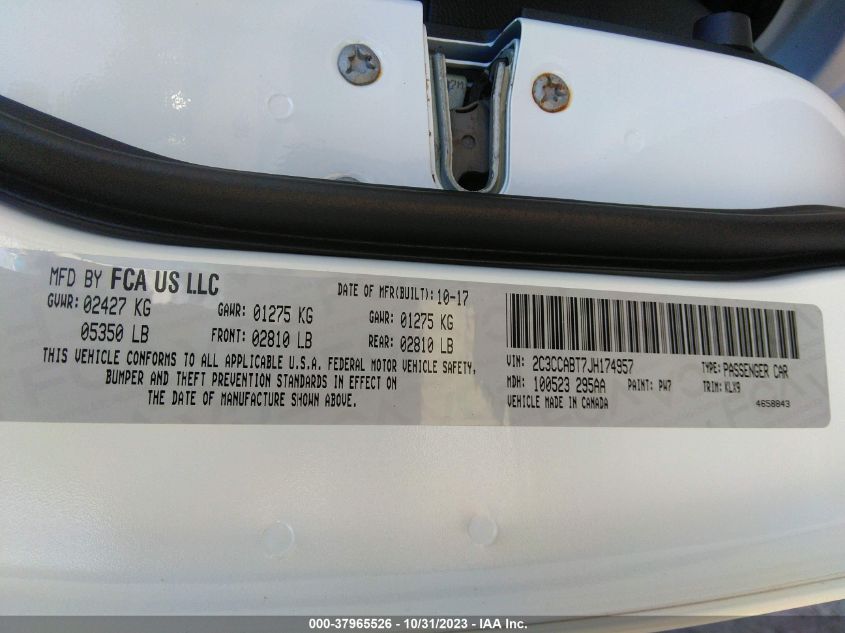 MFD BY FCA US LLC
DATE OF MFR(BUILT): 10-17
GVWR: 02427 KG
05350 LB
GAWR: 01275 KG
FRONT: 02810 LB
GAWR: 01275 KG
REAR: 02810 LB
THIS VEHICLE CONFORMS TO ALL APPLICABLE U.S.A. FEDERAL MOTOR VEHICLE SAFETY,
BUMPER AND THEFT PREVENTION STANDARDS IN EFFECT ON
THE DATE OF MANUFACTURE SHOWN ABOVE.
VIN: 2C3CCABT7JH174957
TYPE: PASSENGER CAR
MDH: 100523 295AA
PAINT: PW7
TRIM: KLX9
VEHICLE MADE IN CANADA
4658843
000-37965526 - 10/31/2023 - IAA Inc.